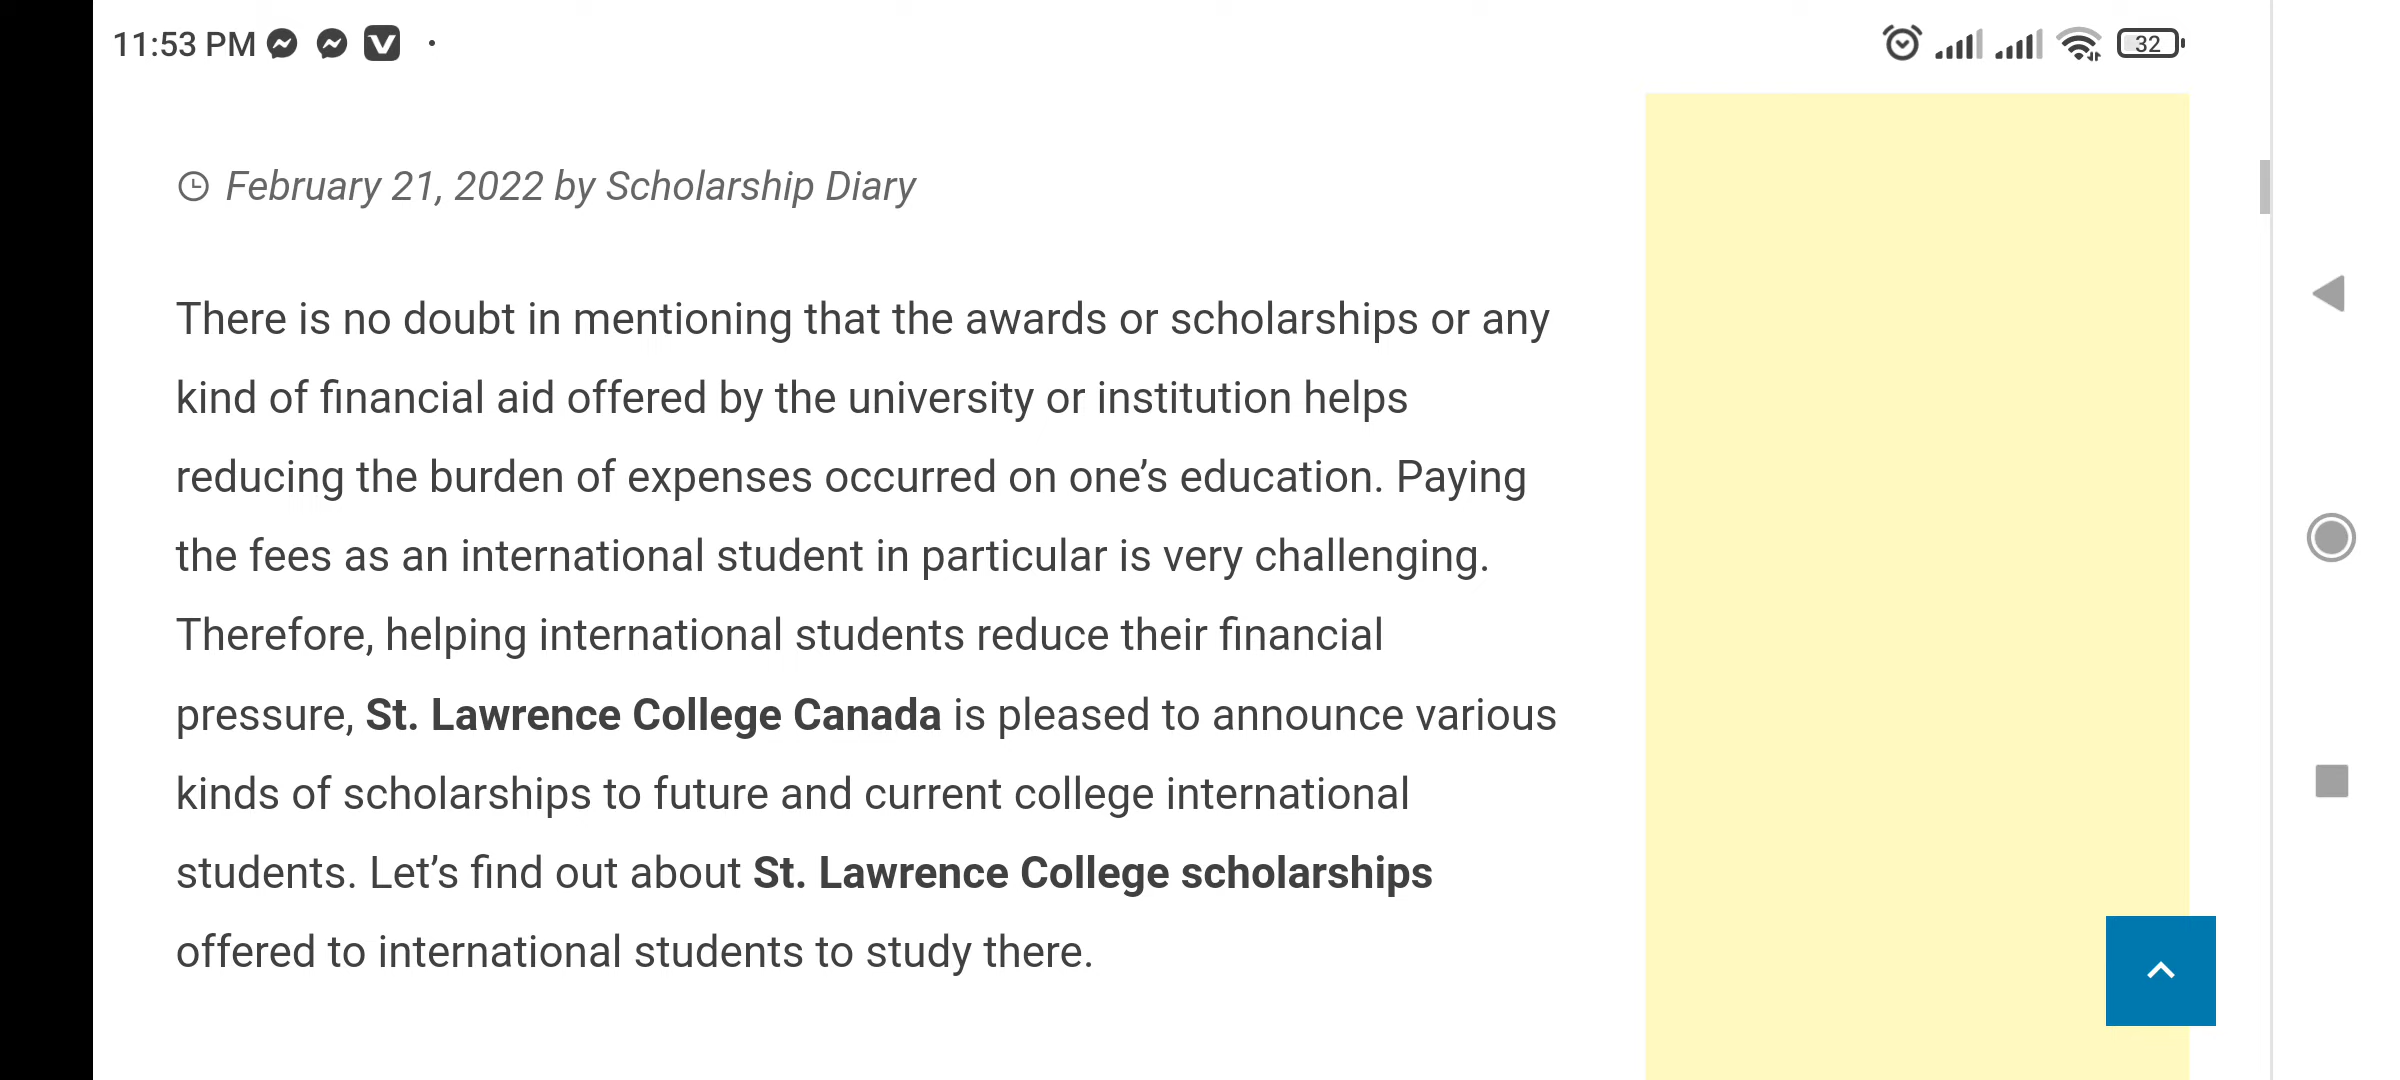 11:53 PM
32
February 21, 2022 by Scholarship Diary
There is no doubt in mentioning that the awards or scholarships or any
kind of financial aid offered by the university or institution helps
reducing the burden of expenses occurred on one’s education. Paying
the fees as an international student in particular is very challenging.
Therefore, helping international students reduce their financial
pressure, St. Lawrence College Canada is pleased to announce various
kinds of scholarships to future and current college international
students. Let’s find out about St. Lawrence College scholarships
offered to international students to study there.